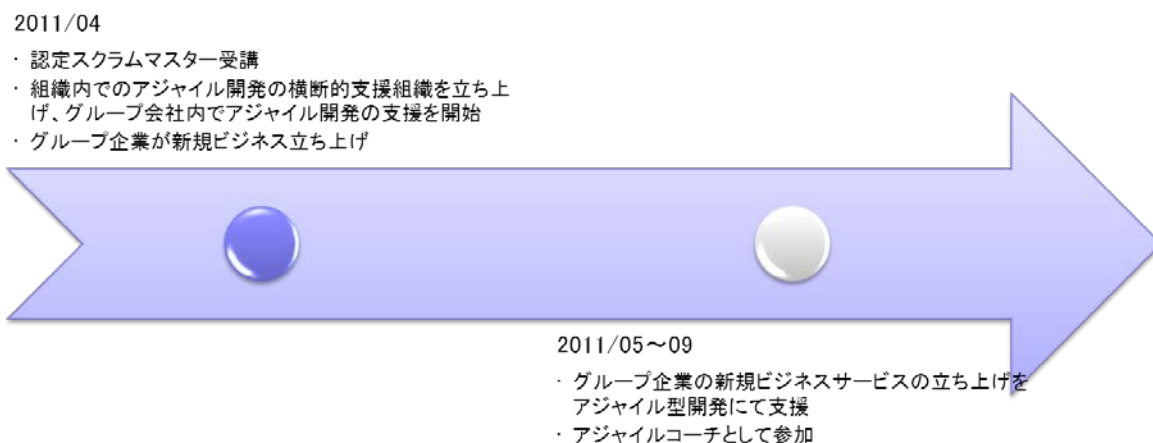 2011/04
・ 認定スクラムマスター受講
・ 組織内でのアジャイル開発の横断的支援組織を立ち上
げ、グループ会社内でアジャイル開発の支援を開始
・ グループ企業が新規ビジネス立ち上げ
2011/05～09
・ グループ企業の新規ビジネスサービスの立ち上げを
アジャイル型開発にて支援
・ アジャイルコーチとして参加